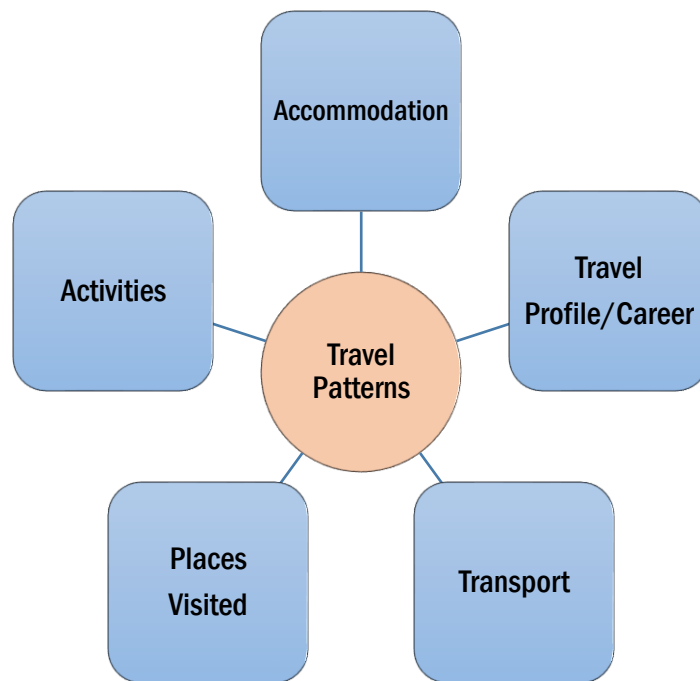 Accommodation
Activities
Travel
Profile/Career
Travel
Patterns
Places
Visited
Transport